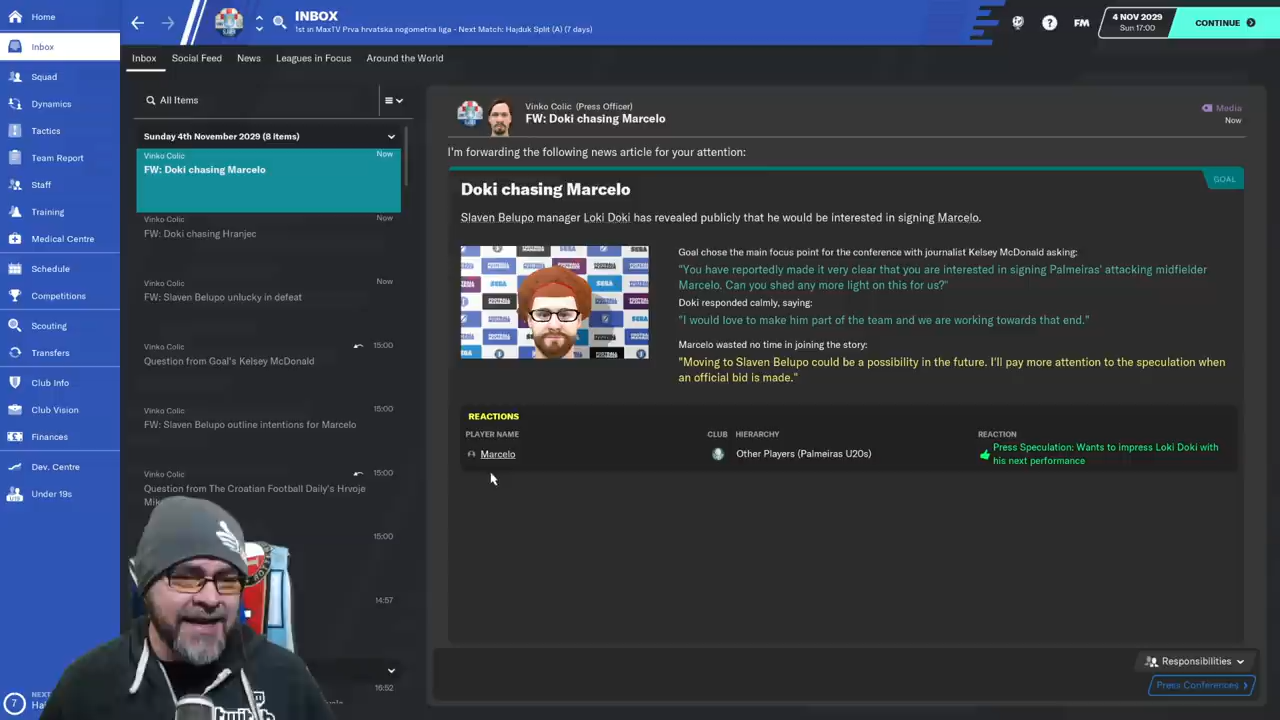 Home
Inbox
Squad
Dynamics
Tactics
Team Report
Staff
Training
Medical Centre
Schedule
Competitions
Scouting
Transfers
Club Info
Club Vision
Finances
Dev. Centre
Under 19s
7
NEXT
INBOX
1st in MaxTV Prva hrvatska nogometna liga - Next Match: Hajduk Split (A) (7 days)
FM
4 NOV 2029
Sun 17:00
CONTINUE
Inbox
Social Feed
News
Leagues in Focus
Around the World
All Items
Sunday 4th November 2029 (8 items)
Vinko Colic
Now
FW: Doki chasing Marcelo
Vinko Colic
Now
FW: Doki chasing Hranjec
Vinko Colic
Now
FW: Slaven Belupo unlucky in defeat
Vinko Colic
15:00
Question from Goal's Kelsey McDonald
Vinko Colic
15:00
FW: Slaven Belupo outline intentions for Marcelo
Vinko Colic
15:00
Question from The Croatian Football Daily's Hrvoje
15:00
14:57
16:52
Vinko Colic (Press Officer)
FW: Doki chasing Marcelo
Media
Now
I'm forwarding the following news article for your attention:
GOAL
Doki chasing Marcelo
Slaven Belupo manager Loki Doki has revealed publicly that he would be interested in signing Marcelo.
SEGA
Goal chose the main focus point for the conference with journalist Kelsey McDonald asking:
"You have reportedly made it very clear that you are interested in signing Palmeiras' attacking midfielder
Marcelo. Can you shed any more light on this for us?"
Doki responded calmly, saying:
"I would love to make him part of the team and we are working towards that end."
Marcelo wasted no time in joining the story:
"Moving to Slaven Belupo could be a possibility in the future. I'll pay more attention to the speculation when
an official bid is made."
REACTIONS
PLAYER NAME
CLUB
HIERARCHY
REACTION
Marcelo
Other Players (Palmeiras U20s)
Press Speculation: Wants to impress Loki Doki with
his next performance
Responsibilities
Press Conferences
twitch